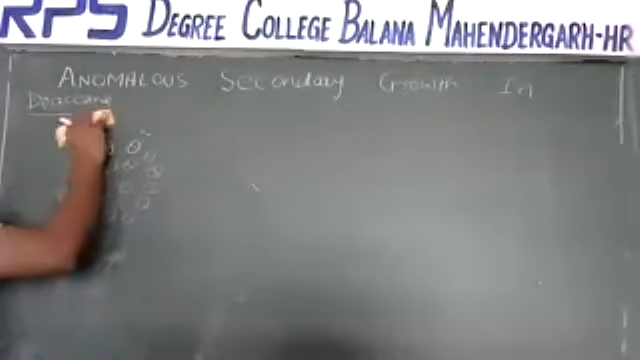 RPS DEGREE COLLEGE BALANA MAHENDERGARH-HR
ANOMALOUS Secondary Growth In
Dracaena